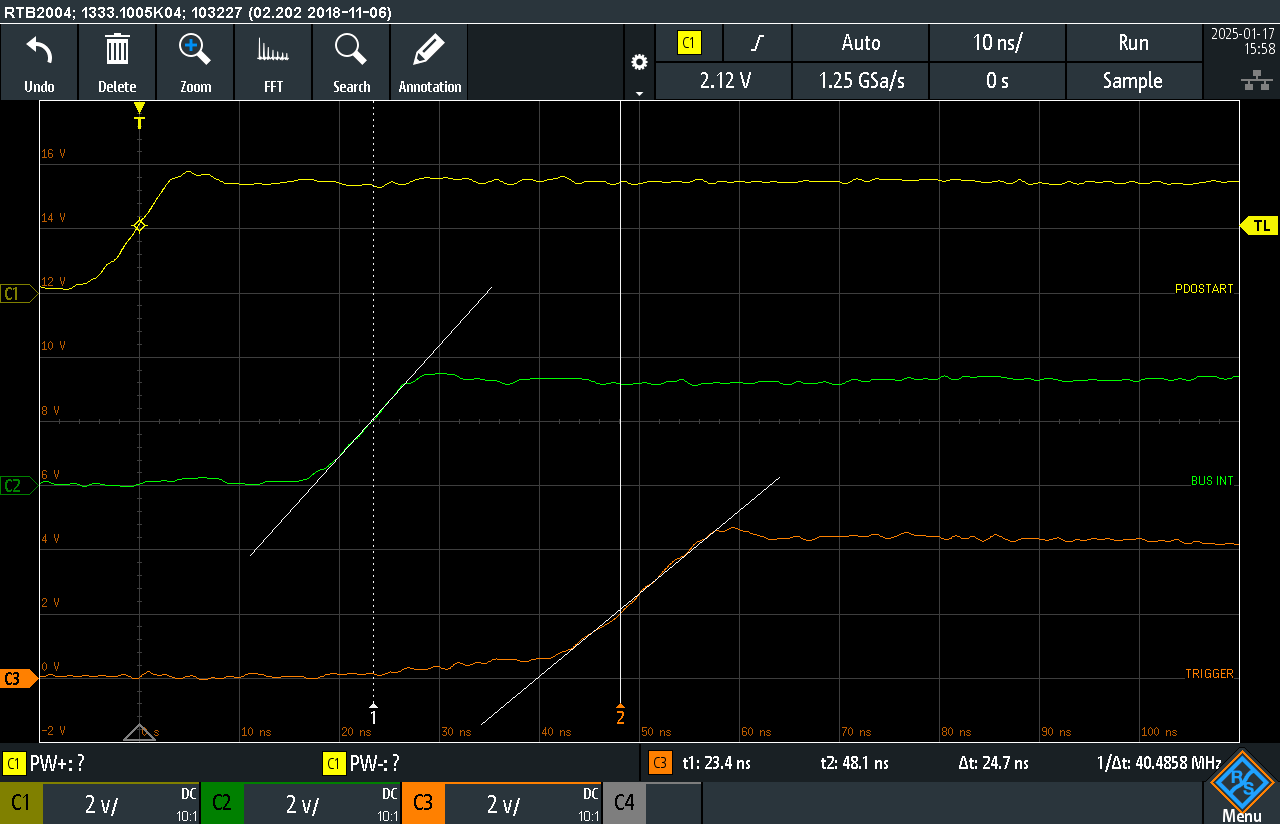 RTB2004; 1333.1005K04; 103227 (02.202 2018-11-06)
Undo
Delete
Zoom
FFT
Search
Annotation
C1
Auto
10 ns/
Run
2.12 V
1.25 GSa/s
0 s
Sample
2025-01-17
15:58
T
16 V
14 V
TL
12 V
C1
PDOSTART
10 V
8 V
6 V
C2
BUS INT
4 V
2 V
0 V
C3
TRIGGER
1
2
-2 V
0 s
10 ns
20 ns
30 ns
40 ns
50 ns
60 ns
70 ns
80 ns
90 ns
100 ns
C1 PW+: ?
C1 PW-: ?
C3 t1: 23.4 ns t2: 48.1 ns Δt: 24.7 ns 1/Δt: 40.4858 MHz
C1 2 V/ DC 10:1
C2 2 V/ DC 10:1
C3 2 V/ DC 10:1
C4
R S
Menu